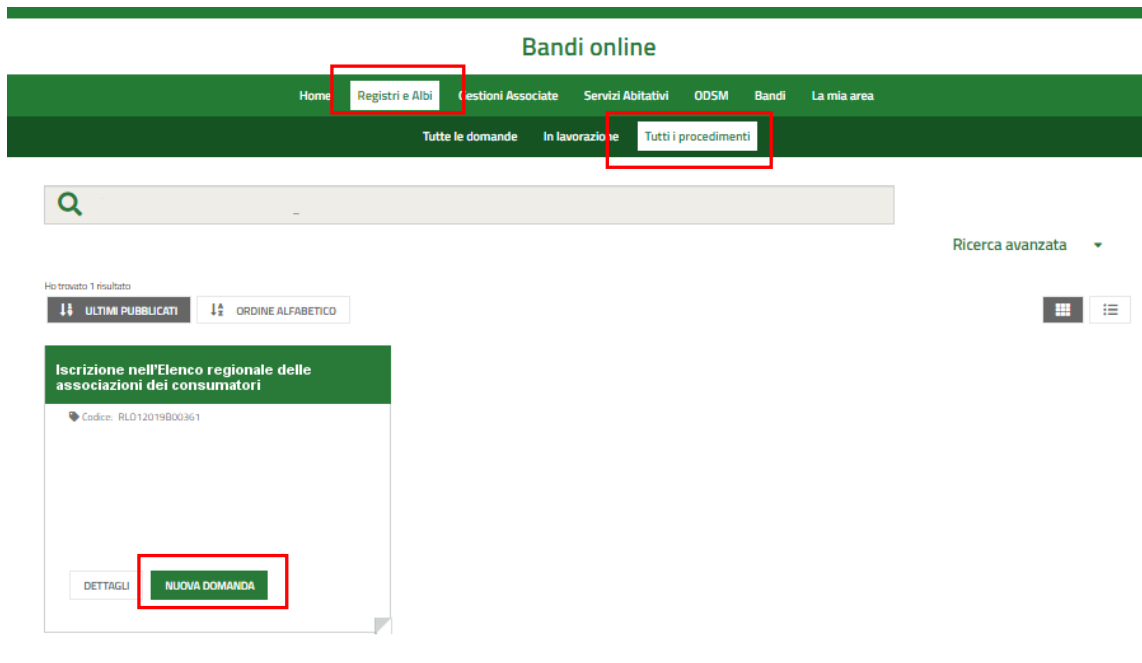 Bandi online
Home Registri e Albi Gestioni Associate Servizi Abitativi ODSM Bandi La mia area
Tutte le domande In lavorazione Tutti i procedimenti
Ricerca avanzata
Ho trovato 1 risultato
ULTIMI PUBBLICATI ORDINE ALFABETICO
Iscrizione nell'Elenco regionale delle
associazioni dei consumatori
Codice: RLO12019B00361
DETTAGLI NUOVA DOMANDA